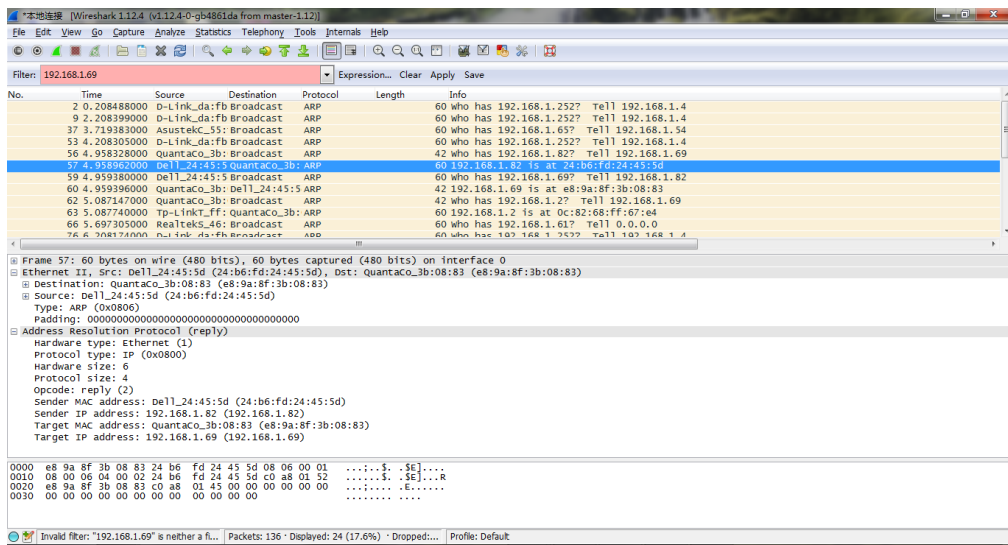 *本地连接 [Wireshark 1.12.4 (v1.12.4-0-gb4861da from master-1.12)]
File Edit View Go Capture Analyze Statistics Telephony Tools Internals Help
Filter: 192.168.1.69 Expression... Clear Apply Save
No. Time Source Destination Protocol Length Info
2 0.208488000 D-Link_da:fb Broadcast ARP 60 Who has 192.168.1.252? Tell 192.168.1.4
9 2.208399000 D-Link_da:fb Broadcast ARP 60 Who has 192.168.1.252? Tell 192.168.1.4
37 3.719383000 AsustekC_55: Broadcast ARP 60 Who has 192.168.1.65? Tell 192.168.1.54
53 4.208305000 D-Link_da:fb Broadcast ARP 60 Who has 192.168.1.252? Tell 192.168.1.4
56 4.958328000 QuantaCo_3b: Broadcast ARP 42 Who has 192.168.1.82? Tell 192.168.1.69
57 4.958962000 Dell_24:45:5 QuantaCo_3b: ARP 60 192.168.1.82 is at 24:b6:fd:24:45:5d
59 4.959380000 Dell_24:45:5 Broadcast ARP 60 Who has 192.168.1.69? Tell 192.168.1.82
60 4.959396000 QuantaCo_3b: Dell_24:45:5 ARP 42 192.168.1.69 is at e8:9a:8f:3b:08:83
62 5.087147000 QuantaCo_3b: Broadcast ARP 42 Who has 192.168.1.2? Tell 192.168.1.69
63 5.087740000 Tp-LinkT_ff: QuantaCo_3b: ARP 60 192.168.1.2 is at 0c:82:68:ff:67:e4
66 5.697305000 RealtekS_46: Broadcast ARP 60 Who has 192.168.1.61? Tell 0.0.0.0
76 6.208174000 D-Link_da:fb Broadcast ARP 60 Who has 192.168.1.252? Tell 192.168.1.4
Frame 57: 60 bytes on wire (480 bits), 60 bytes captured (480 bits) on interface 0
Ethernet II, Src: Dell_24:45:5d (24:b6:fd:24:45:5d), Dst: QuantaCo_3b:08:83 (e8:9a:8f:3b:08:83)
Destination: QuantaCo_3b:08:83 (e8:9a:8f:3b:08:83)
Source: Dell_24:45:5d (24:b6:fd:24:45:5d)
Type: ARP (0x0806)
Padding: 000000000000000000000000000000000000
Address Resolution Protocol (reply)
Hardware type: Ethernet (1)
Protocol type: IP (0x0800)
Hardware size: 6
Protocol size: 4
Opcode: reply (2)
Sender MAC address: Dell_24:45:5d (24:b6:fd:24:45:5d)
Sender IP address: 192.168.1.82 (192.168.1.82)
Target MAC address: QuantaCo_3b:08:83 (e8:9a:8f:3b:08:83)
Target IP address: 192.168.1.69 (192.168.1.69)
0000 e8 9a 8f 3b 08 83 24 b6 fd 24 45 5d 08 06 00 01 ...;..$. .$E]....
0010 08 00 06 04 00 02 24 b6 fd 24 45 5d c0 a8 01 52 ......$. .$E]...R
0020 e8 9a 8f 3b 08 83 c0 a8 01 45 00 00 00 00 00 00 ...;.... .E......
0030 00 00 00 00 00 00 00 00 00 00 00 00 ........ ....
Invalid filter: "192.168.1.69" is neither a fi... Packets: 136 · Displayed: 24 (17.6%) · Dropped:... Profile: Default